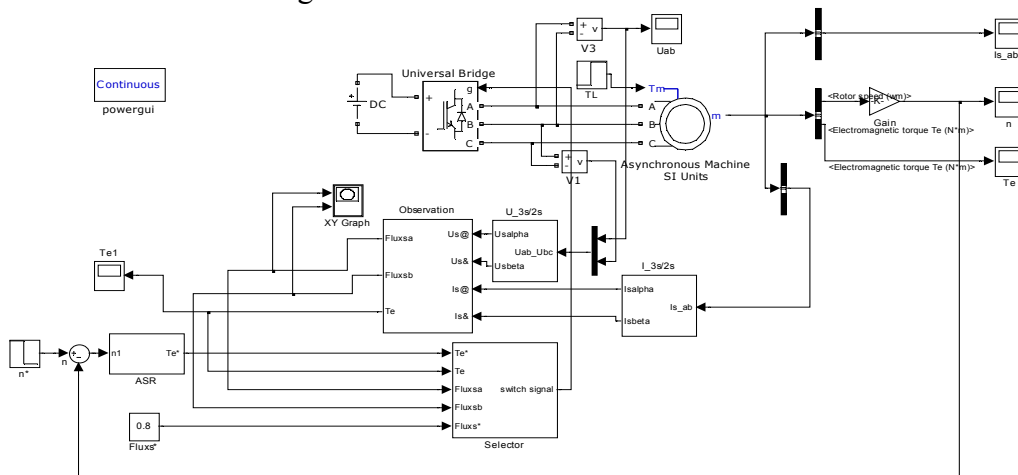 V3
Uab
Is_ab
Universal Bridge
Continuous
powergui
DC
g
A
B
C
TL
Tm
A
B
C
m
Asynchronous Machine
SI Units
<Rotor speed (wm)>
-K-
Gain
n
<Electromagnetic torque Te (N*m)>
<Electromagnetic torque Te (N*m)>
Te
V1
XY Graph
Observation
Fluxsa
Fluxsb
Te
Us@
Us&
Is@
Is&
U_3s/2s
Usalpha
Usbeta
Uab_Ubc
I_3s/2s
Isalpha
Isbeta
Is_ab
Te1
n*
n
n1
Te*
ASR
0.8
Fluxs*
Te*
Te
Fluxsa
Fluxsb
Fluxs*
switch signal
Selector